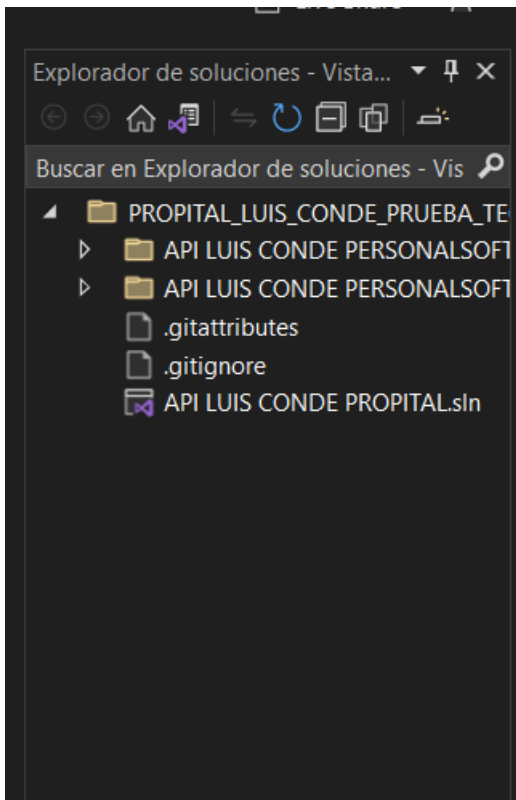 Explorador de soluciones - Vista...
Buscar en Explorador de soluciones - Vis
PROPITAL_LUIS_CONDE_PRUEBA_TE
API LUIS CONDE PERSONALSOFT
API LUIS CONDE PERSONALSOFT
.gitattributes
.gitignore
API LUIS CONDE PROPITAL.sln